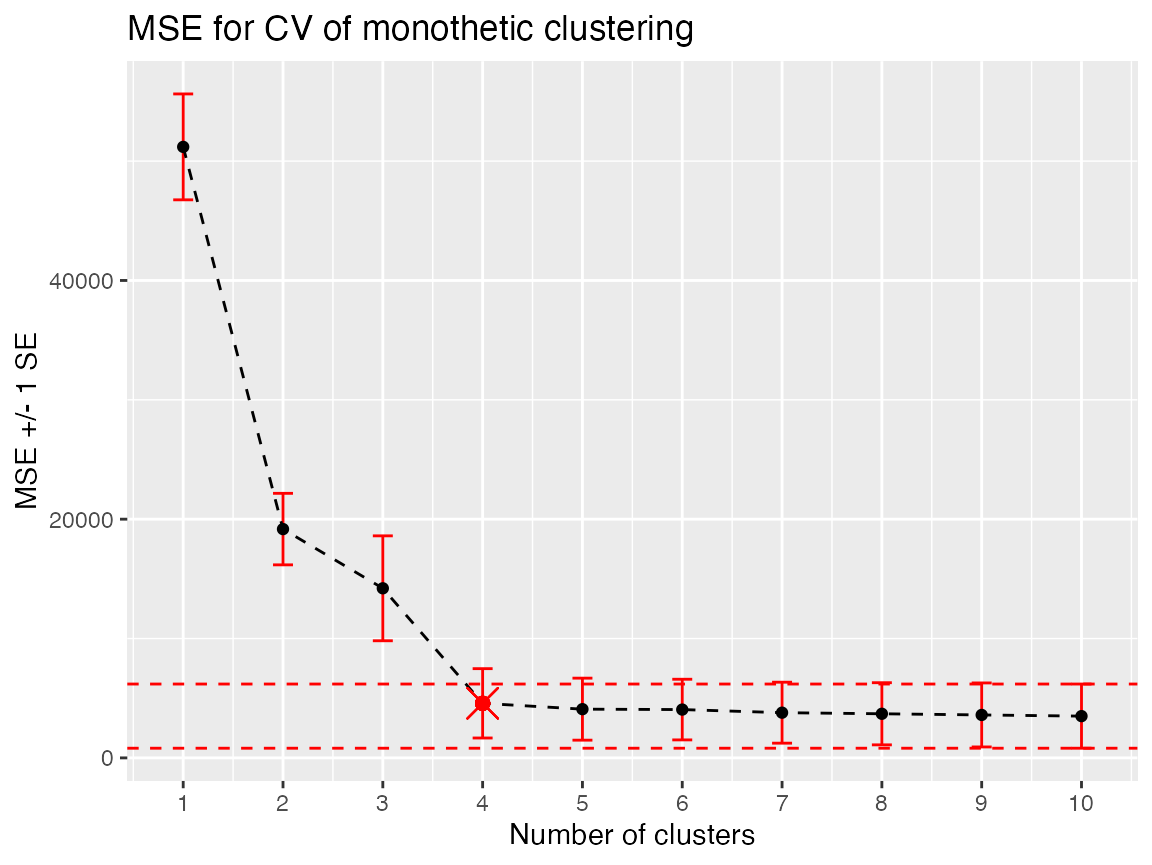 MSE for CV of monothetic clustering
MSE +/- 1 SE
40000
20000
0
1 2 3 4 5 6 7 8 9 10
Number of clusters